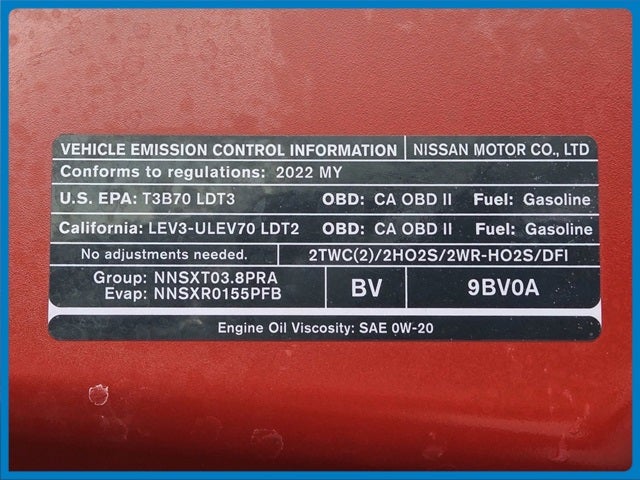 VEHICLE EMISSION CONTROL INFORMATION NISSAN MOTOR CO., LTD
Conforms to regulations: 2022 MY
U.S. EPA: T3B70 LDT3 OBD: CA OBD II Fuel: Gasoline
California: LEV3-ULEV70 LDT2 OBD: CA OBD II Fuel: Gasoline
No adjustments needed. 2TWC(2)/2HO2S/2WR-HO2S/DFI
Group: NNSXT03.8PRA
Evap: NNSXR0155PFB BV 9BV0A
Engine Oil Viscosity: SAE 0W-20